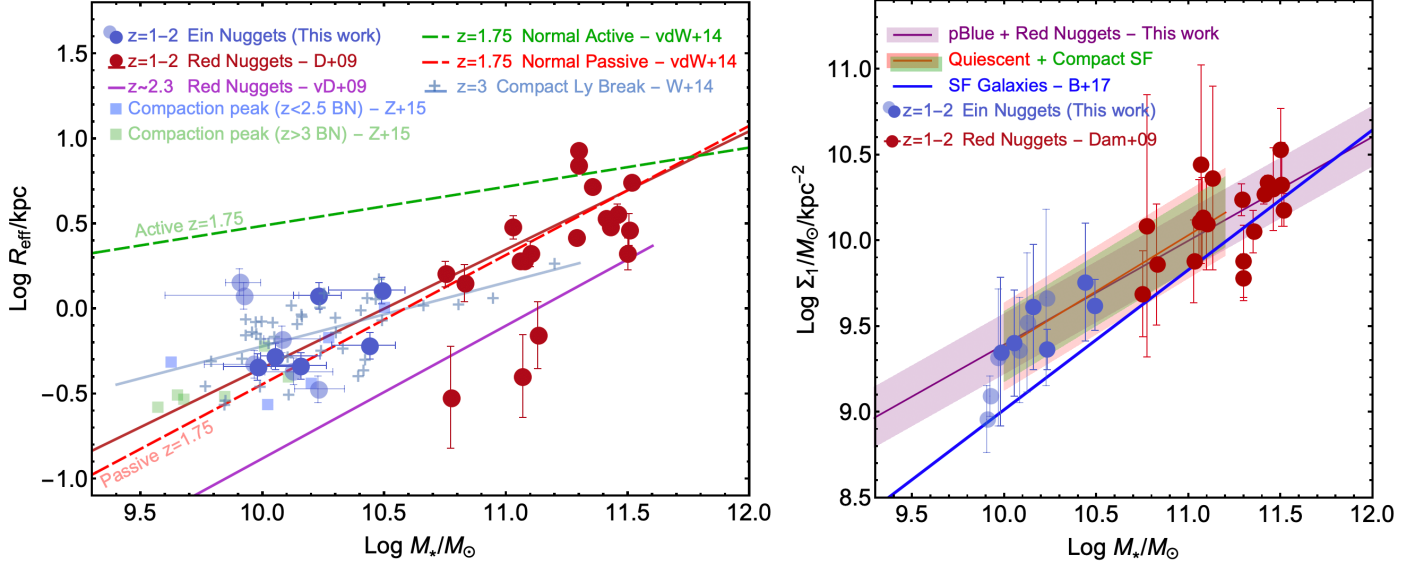 z=1-2 Ein Nuggets (This work)
z=1-2 Red Nuggets - D+09
z~2.3 Red Nuggets - vD+09
Compaction peak (z<2.5 BN) - Z+15
Compaction peak (z>3 BN) - Z+15
z=1.75 Normal Active - vdW+14
z=1.75 Normal Passive - vdW+14
z=3 Compact Ly Break - W+14
Active z=1.75
Passive z=1.75
1.5
1.0
0.5
0.0
-0.5
-1.0
Log R_eff/kpc
9.5 10.0 10.5 11.0 11.5 12.0
Log M_*/M_⊙
pBlue + Red Nuggets - This work
Quiescent + Compact SF
SF Galaxies - B+17
z=1-2 Ein Nuggets (This work)
z=1-2 Red Nuggets - Dam+09
11.0
10.5
10.0
9.5
9.0
8.5
Log Σ_1/M_⊙/kpc^-2
9.5 10.0 10.5 11.0 11.5 12.0
Log M_*/M_⊙